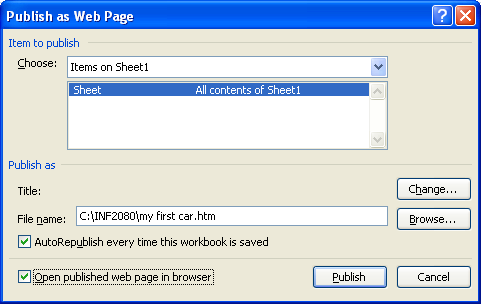 Publish as Web Page
Item to publish
Choose: Items on Sheet1
Sheet All contents of Sheet1
Publish as
Title: Change...
File name: C:\INF2080\my first car.htm Browse...
AutoRepublish every time this workbook is saved
Open published web page in browser Publish Cancel